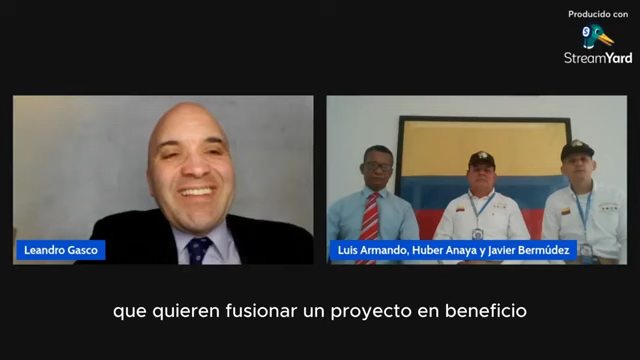 Producido con
StreamYard
Leandro Gasco
Luis Armando, Huber Anaya y Javier Bermúdez
que quieren fusionar un proyecto en beneficio